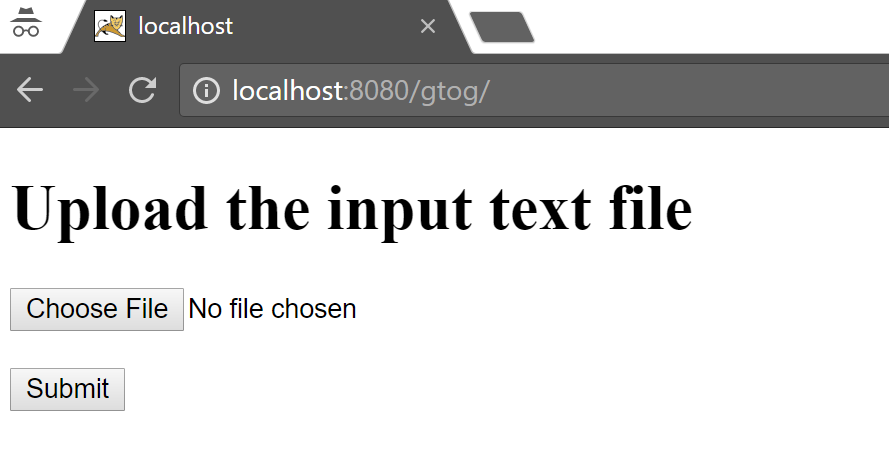 localhost
localhost:8080/gtog/
Upload the input text file
Choose File No file chosen
Submit